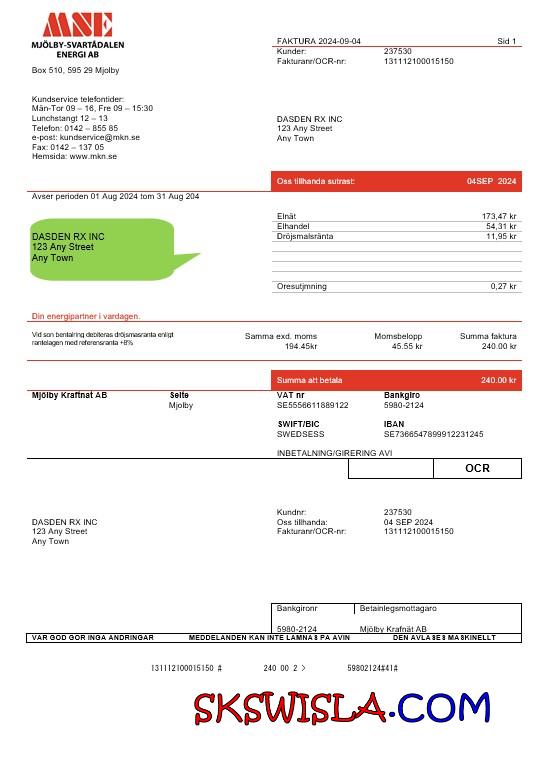 MSE
MJÖLBY-SVARTÅDALEN
ENERGI AB
Box 510, 595 29 Mjolby
FAKTURA 2024-09-04 Sid 1
Kunder: 237530
Fakturanr/OCR-nr: 131112100015150
Kundservice telefontider:
Män-Tor 09 – 16, Fre 09 – 15:30
Lunchstangt 12 – 13
Telefon: 0142 – 855 85
e-post: kundservice@mkn.se
Fax: 0142 – 137 05
Hemsida: www.mkn.se
DASDEN RX INC
123 Any Street
Any Town
Oss tillhanda sutrast: 04SEP 2024
Avser perioden 01 Aug 2024 tom 31 Aug 204
DASDEN RX INC
123 Any Street
Any Town
Elnät 173,47 kr
Elhandel 54,31 kr
Dröjsmalsränta 11,95 kr
Oresutjmning 0,27 kr
Din energipartner i vardagen.
Vid son bentalring debiteras dröjsmasranta enligt
rantelagen med referensranta +8%
Samma exd. moms Momsbelopp Summa faktura
194.45kr 45.55 kr 240.00 kr
Summa att betala 240.00 kr
Mjölby Kraftnat AB Seite VAT nr Bankgiro
Mjolby SE5556611889122 5980-2124
SWIFT/BIC IBAN
SWEDSESS SE7366547899912231245
INBETALNING/GIRERING AVI
OCR
Kundnr: 237530
Oss tillhanda: 04 SEP 2024
Fakturanr/OCR-nr: 131112100015150
DASDEN RX INC
123 Any Street
Any Town
Bankgironr Betainlegsmottagaro
5980-2124 Mjölby Krafnät AB
VAR GOD GÖR INGA ANDRINGAR MEDDELANDEN KAN INTE LAMNAS PA AVIN DEN AVLASES MASKINELLT
131112100015150 # 240 00 2 > 59802124#41#
SKSWISLA.COM